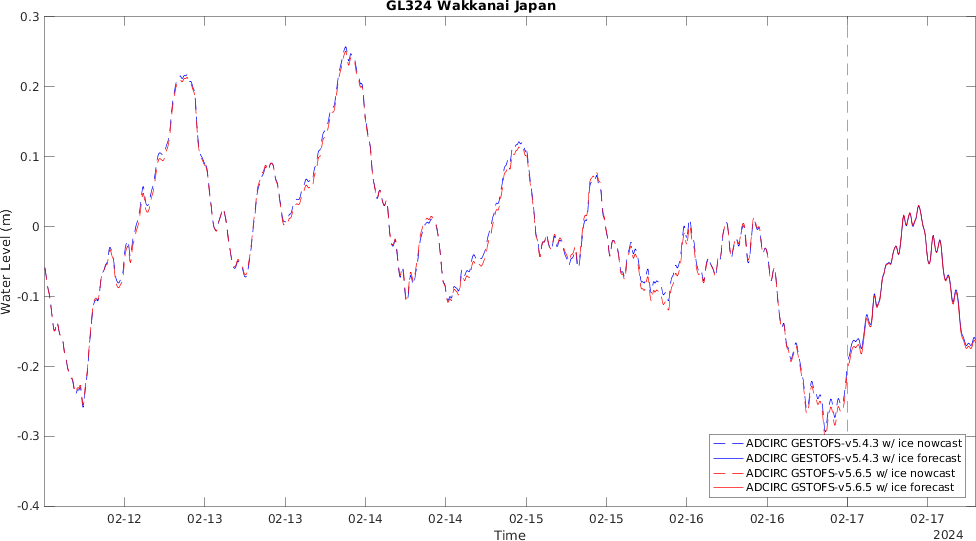 GL324 Wakkanai Japan
0.3
0.2
0.1
0
-0.1
-0.2
-0.3
-0.4
Water Level (m)
ADCIRC GESTOFS-v5.4.3 w/ ice nowcast
ADCIRC GESTOFS-v5.4.3 w/ ice forecast
ADCIRC GSTOFS-v5.6.5 w/ ice nowcast
ADCIRC GSTOFS-v5.6.5 w/ ice forecast
02-12 02-13 02-13 02-14 02-14 02-15 02-15 02-16 02-16 02-17 02-17
Time
2024